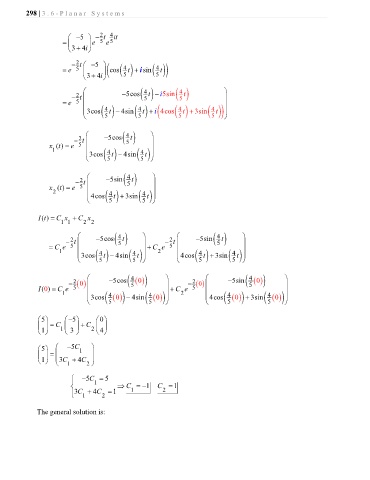 298 | 3 . 6 - P l a n a r  S y s t e m s
= ( −5 ; 3 + 4i ) e^{−2/5 t} e^{4/5 it}
= e^{−2/5 t} ( −5 ; 3 + 4i ) ( cos(4/5 t) + i sin(4/5 t) )
= e^{−2/5 t} ( −5cos(4/5 t) − i5sin(4/5 t) ; 3cos(4/5 t) − 4sin(4/5 t) + i( 4cos(4/5 t) + 3sin(4/5 t) ) )
x₁(t) = e^{−2/5 t} ( −5cos(4/5 t) ; 3cos(4/5 t) − 4sin(4/5 t) )
x₂(t) = e^{−2/5 t} ( −5sin(4/5 t) ; 4cos(4/5 t) + 3sin(4/5 t) )
I(t) = C₁x₁ + C₂x₂
= C₁e^{−2/5 t} ( −5cos(4/5 t) ; 3cos(4/5 t) − 4sin(4/5 t) ) + C₂e^{−2/5 t} ( −5sin(4/5 t) ; 4cos(4/5 t) + 3sin(4/5 t) )
I(0) = C₁e^{−2/5 (0)} ( −5cos(4/5 (0)) ; 3cos(4/5 (0)) − 4sin(4/5 (0)) ) + C₂e^{−2/5 (0)} ( −5sin(4/5 (0)) ; 4cos(4/5 (0)) + 3sin(4/5 (0)) )
( 5 ; 1 ) = C₁ ( −5 ; 3 ) + C₂ ( 0 ; 4 )
( 5 ; 1 ) = ( −5C₁ ; 3C₁ + 4C₂ )
{ −5C₁ = 5 ; 3C₁ + 4C₂ = 1 ⇒ C₁ = −1 C₂ = 1
The general solution is: